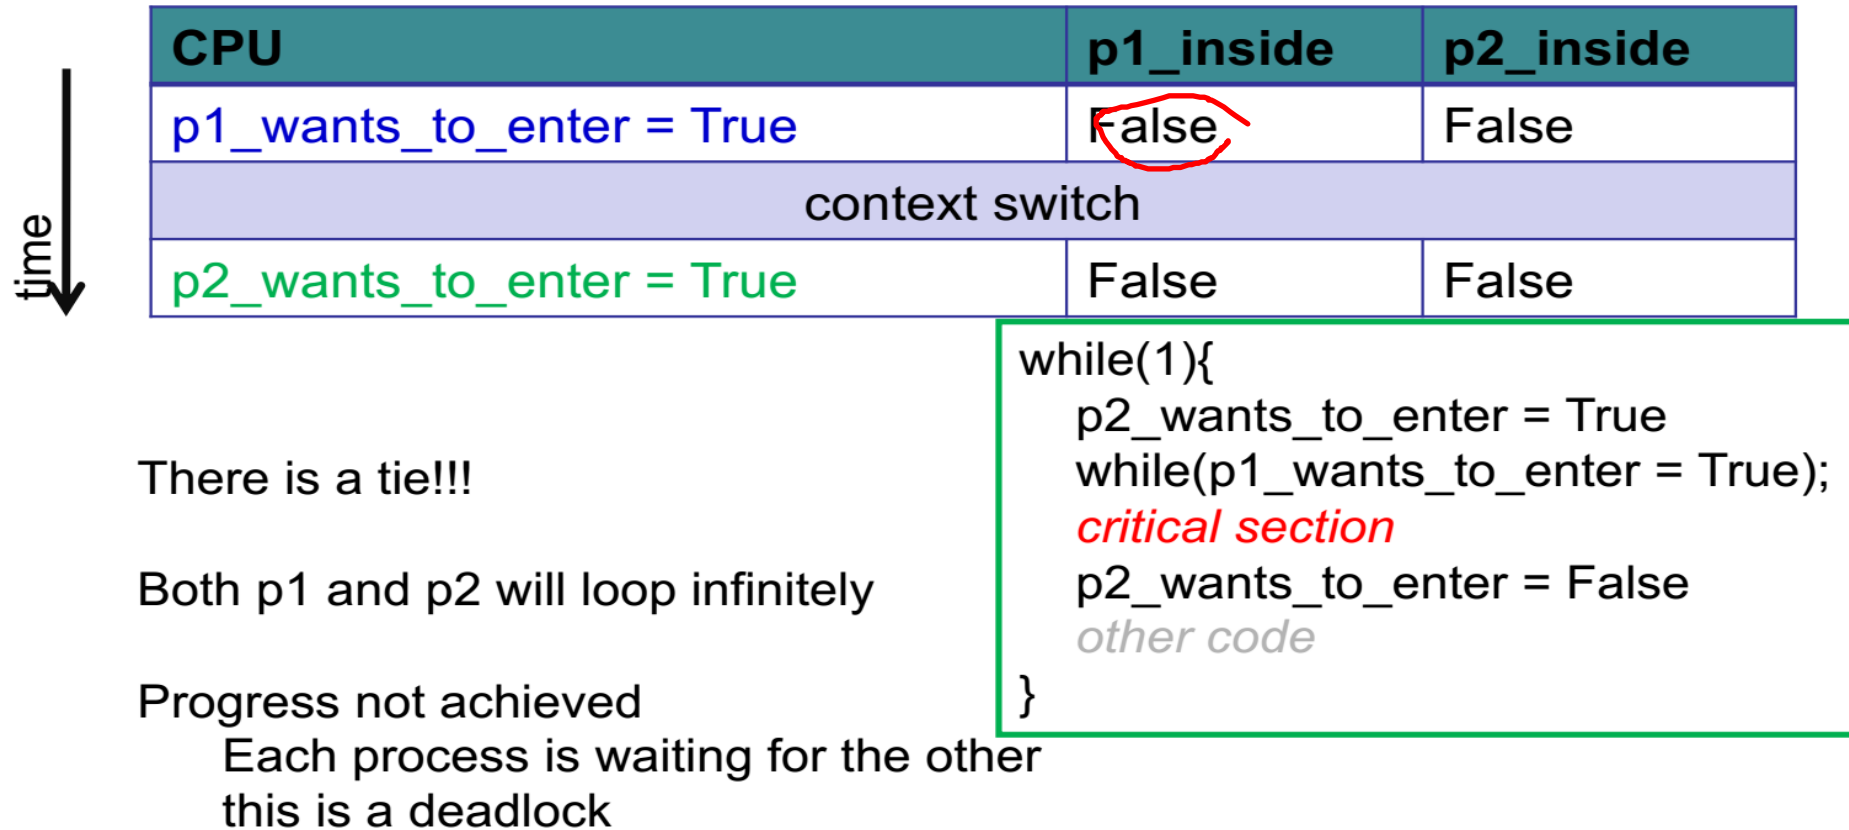 CPU p1_inside p2_inside
p1_wants_to_enter = True False False
context switch
time
p2_wants_to_enter = True False False
while(1){
p2_wants_to_enter = True
while(p1_wants_to_enter = True);
critical section
p2_wants_to_enter = False
other code
}
There is a tie!!!
Both p1 and p2 will loop infinitely
Progress not achieved
Each process is waiting for the other
this is a deadlock